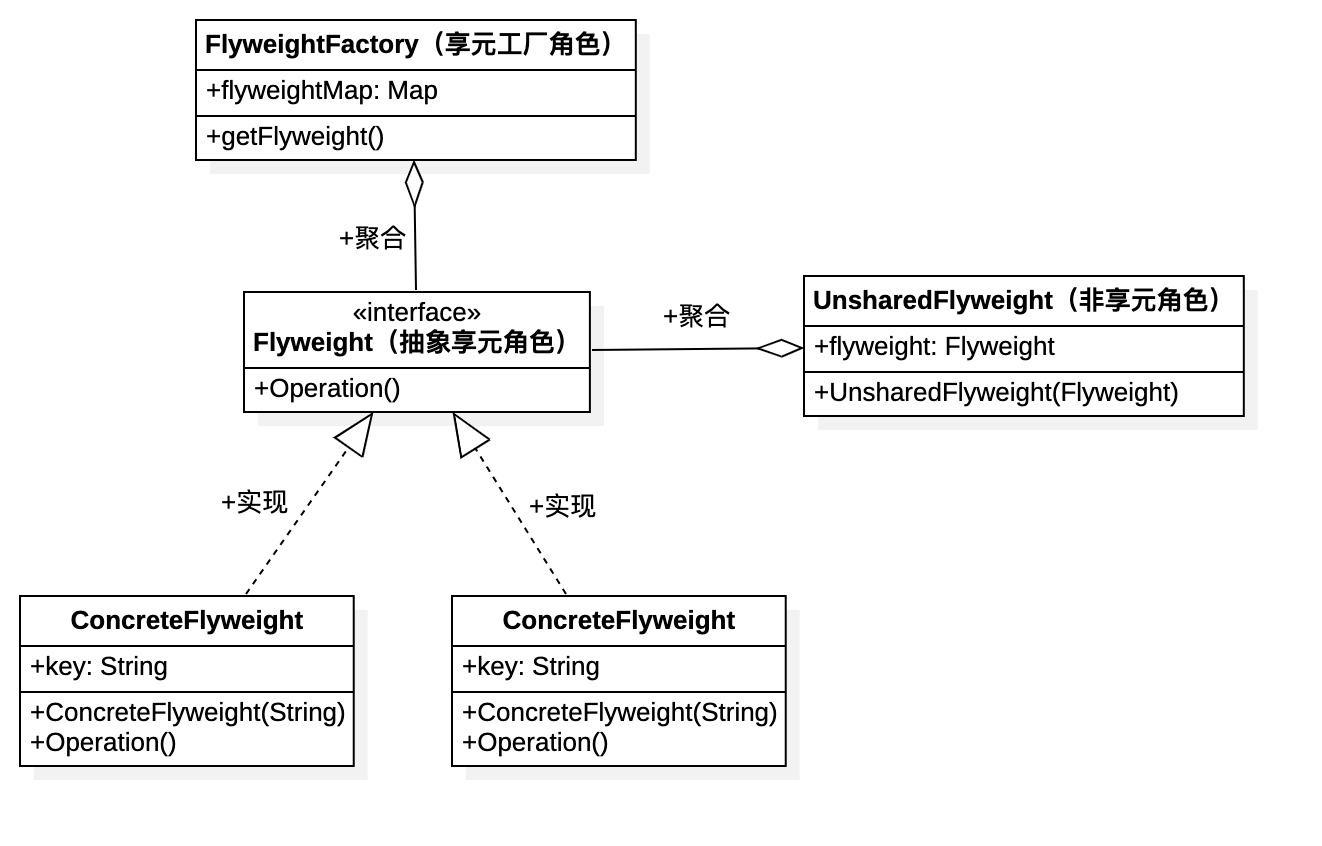 FlyweightFactory（享元工厂角色）
+flyweightMap: Map
+getFlyweight()
+聚合
«interface»
Flyweight（抽象享元角色）
+Operation()
+聚合
UnsharedFlyweight（非享元角色）
+flyweight: Flyweight
+UnsharedFlyweight(Flyweight)
+实现
+实现
ConcreteFlyweight
+key: String
+ConcreteFlyweight(String)
+Operation()
ConcreteFlyweight
+key: String
+ConcreteFlyweight(String)
+Operation()